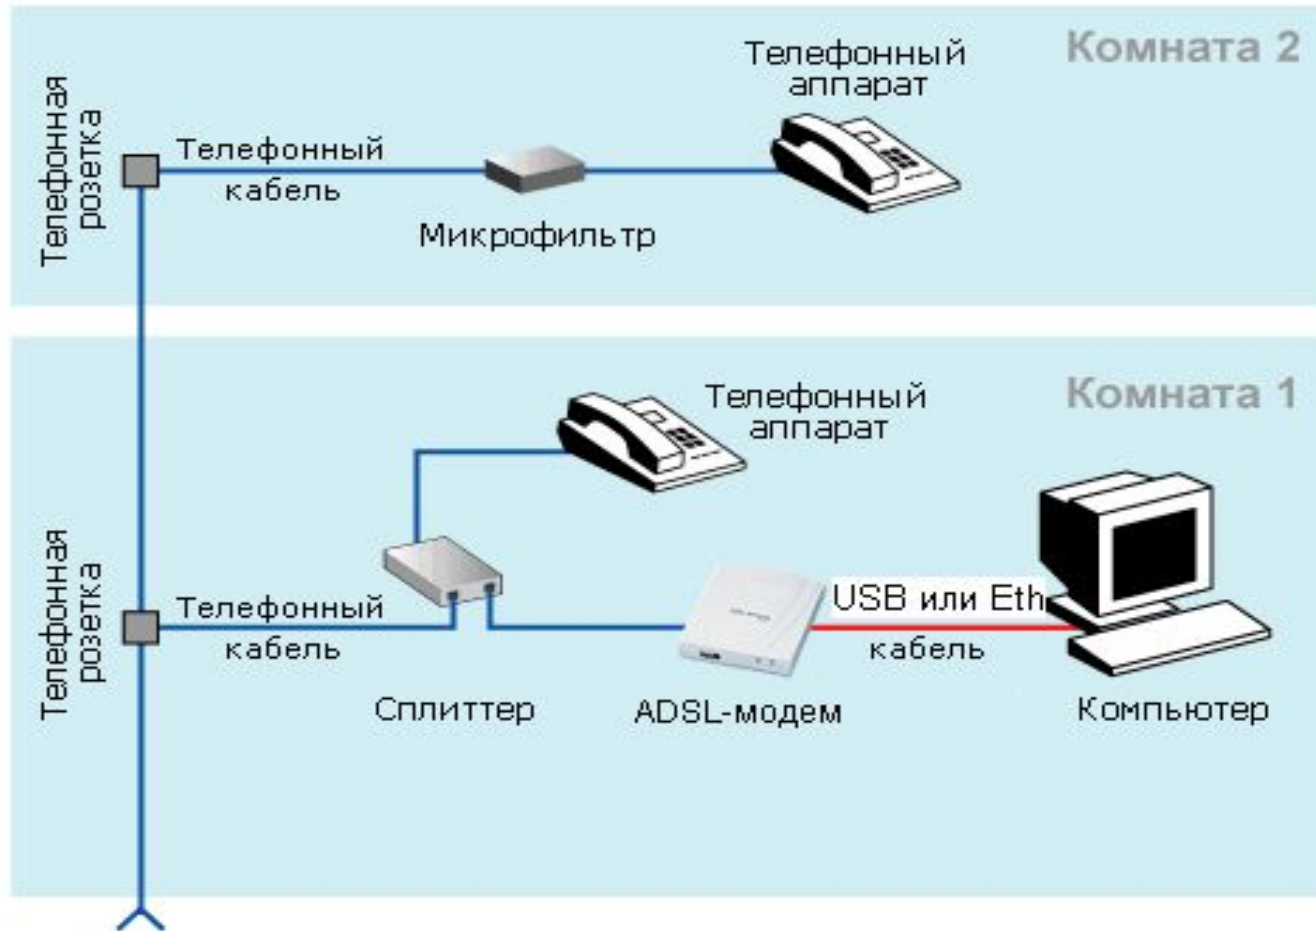 Комната 2
Телефонный
аппарат
Телефонная
розетка
Телефонный
кабель
Микрофильтр
Комната 1
Телефонный
аппарат
Телефонная
розетка
Телефонный
кабель
USB или Eth
кабель
Сплиттер
ADSL-модем
Компьютер